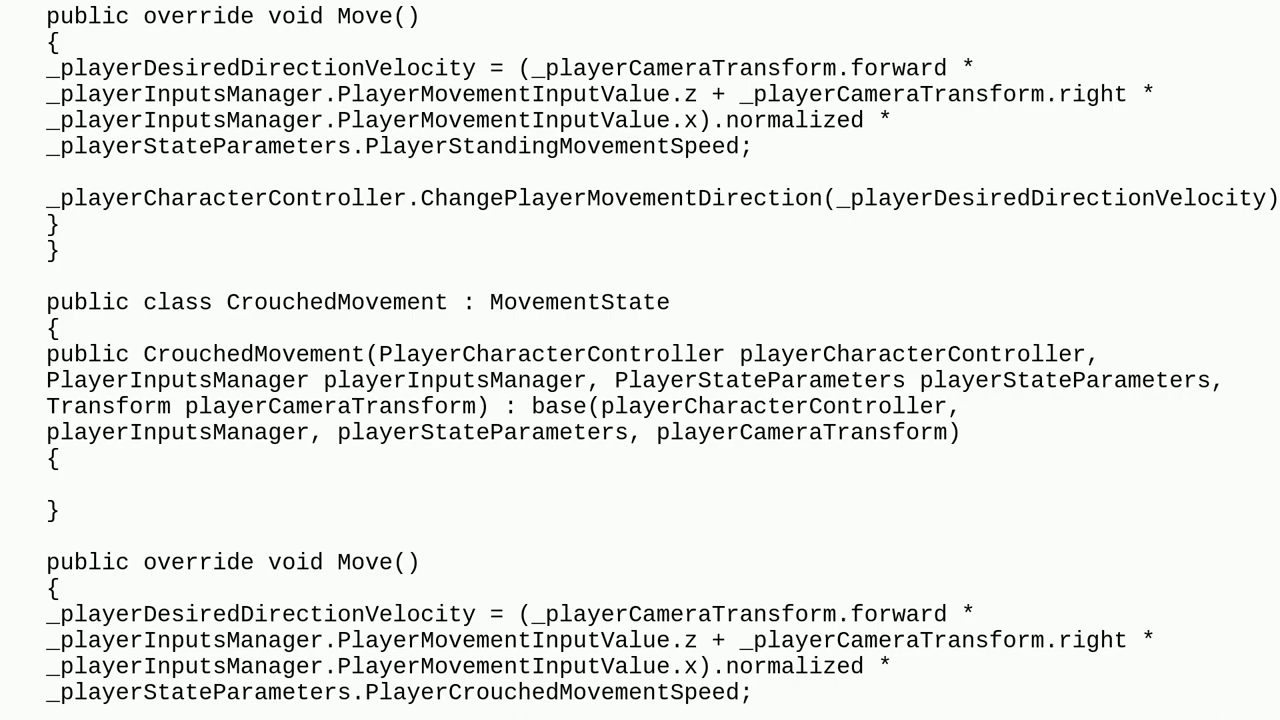 public override void Move()
{
_playerDesiredDirectionVelocity = (_playerCameraTransform.forward *
_playerInputsManager.PlayerMovementInputValue.z + _playerCameraTransform.right *
_playerInputsManager.PlayerMovementInputValue.x).normalized *
_playerStateParameters.PlayerStandingMovementSpeed;
_playerCharacterController.ChangePlayerMovementDirection(_playerDesiredDirectionVelocity)
}
}
public class CrouchedMovement : MovementState
{
public CrouchedMovement(PlayerCharacterController playerCharacterController,
PlayerInputsManager playerInputsManager, PlayerStateParameters playerStateParameters,
Transform playerCameraTransform) : base(playerCharacterController,
playerInputsManager, playerStateParameters, playerCameraTransform)
{
}
public override void Move()
{
_playerDesiredDirectionVelocity = (_playerCameraTransform.forward *
_playerInputsManager.PlayerMovementInputValue.z + _playerCameraTransform.right *
_playerInputsManager.PlayerMovementInputValue.x).normalized *
_playerStateParameters.PlayerCrouchedMovementSpeed;